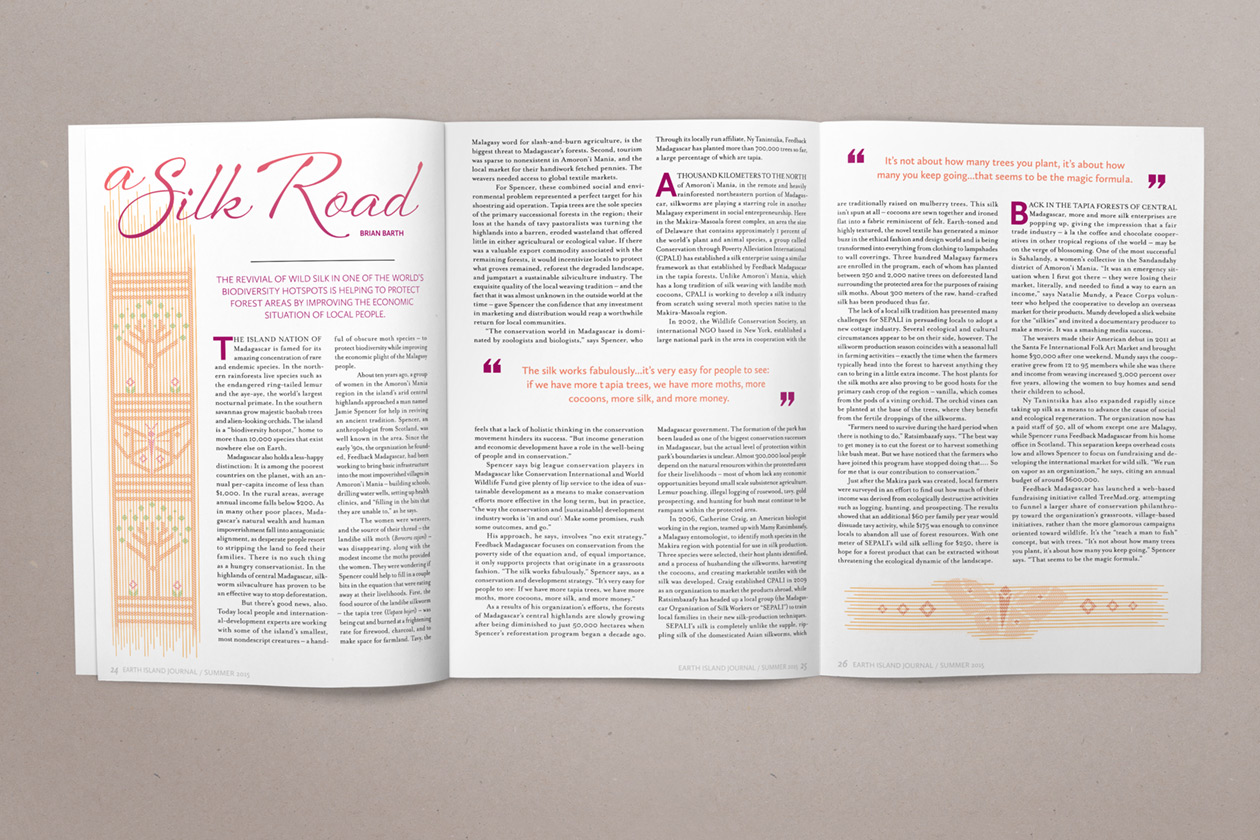 a Silk Road
BRIAN BARTH
THE REVIVAL OF WILD SILK IN ONE OF THE WORLD'S
BIODIVERSITY HOTSPOTS IS HELPING TO PROTECT
FOREST AREAS BY IMPROVING THE ECONOMIC
SITUATION OF LOCAL PEOPLE.
THE ISLAND NATION OF
Madagascar is famed for its
amazing concentration of rare
and endemic species. In the north-
ern rainforests live species such as
the endangered ring-tailed lemur
and the aye-aye, the world's largest
nocturnal primate. In the southern
savannas grow majestic baobab trees
and alien-looking orchids. The island
is a "biodiversity hotspot," home to
more than 10,000 species that exist
nowhere else on Earth.
Madagascar also holds a less-happy
distinction: It is among the poorest
countries on the planet, with an an-
nual per-capita income of less than
$1,000. In the rural areas, average
annual income falls below $200. As
in many other poor places, Mada-
gascar's natural wealth and human
impoverishment fall into antagonistic
alignment, as desperate people resort
to stripping the land to feed their
families. There is no such thing
as a hungry conservationist. In the
highlands of central Madagascar, silk-
worm silvaculture has proven to be
an effective way to stop deforestation.
But there's good news, also.
Today local people and internation-
al-development experts are working
with some of the island's smallest,
most nondescript creatures – a hand-
ful of obscure moth species – to
protect biodiversity while improving
the economic plight of the Malagasy
people.
About ten years ago, a group
of women in the Amoron'i Mania
region in the island's arid central
highlands approached a man named
Jamie Spencer for help in reviving
an ancient tradition. Spencer, an
anthropologist from Scotland, was
well known in the area. Since the
early '90s, the organization he found-
ed, Feedback Madagascar, had been
working to bring basic infrastructure
into the most impoverished villages in
Amoron'i Mania – building schools,
drilling water wells, setting up health
clinics, and "filling in the bits that
they are unable to," as he says.
The women were weavers,
and the source of their thread – the
landibe silk moth (Borocera cajani) –
was disappearing, along with the
modest income the moths provided
the women. They were wondering if
Spencer could help to fill in a couple
bits in the equation that were eating
away at their livelihoods. First, the
food source of the landibe silkworms
– the tapia tree (Uapaca bojeri) – was
being cut and burned at a frightening
rate for firewood, charcoal, and to
make space for farmland. Tavy, the
24 EARTH ISLAND JOURNAL / SUMMER 2015
Malagasy word for slash-and-burn agriculture, is the
biggest threat to Madagascar's forests. Second, tourism
was sparse to nonexistent in Amoron'i Mania, and the
local market for their handiwork fetched pennies. The
weavers needed access to global textile markets.
For Spencer, these combined social and envi-
ronmental problem represented a perfect target for his
shoestring aid operation. Tapia trees are the sole species
of the primary successional forests in the region; their
loss at the hands of tavy pastoralists was turning the
highlands into a barren, eroded wasteland that offered
little in either agricultural or ecological value. If there
was a valuable export commodity associated with the
remaining forests, it would incentivize locals to protect
what groves remained, reforest the degraded landscape,
and jumpstart a sustainable silviculture industry. The
exquisite quality of the local weaving tradition – and the
fact that it was almost unknown in the outside world at the
time – gave Spencer the confidence that any investment
in marketing and distribution would reap a worthwhile
return for local communities.
"The conservation world in Madagascar is domi-
nated by zoologists and biologists," says Spencer, who
Through its locally run affiliate, Ny Tanintsika, Feedback
Madagascar has planted more than 700,000 trees so far,
a large percentage of which are tapia.
A THOUSAND KILOMETERS TO THE NORTH
of Amoron'i Mania, in the remote and heavily
rainforested northeastern portion of Madagas-
car, silkworms are playing a starring role in another
Malagasy experiment in social entrepreneurship. Here
in the Makira-Masoala forest complex, an area the size
of Delaware that contains approximately 1 percent of
the world's plant and animal species, a group called
Conservation through Poverty Alleviation International
(CPALI) has established a silk enterprise using a similar
framework as that established by Feedback Madagascar
in the tapia forests. Unlike Amoron'i Mania, which
has a long tradition of silk weaving with landibe moth
cocoons, CPALI is working to develop a silk industry
from scratch using several moth species native to the
Makira-Masoala region.
In 2002, the Wildlife Conservation Society, an
international NGO based in New York, established a
large national park in the area in cooperation with the
“ The silk works fabulously...it's very easy for people to see:
if we have more tapia trees, we have more moths, more
cocoons, more silk, and more money. ”
feels that a lack of holistic thinking in the conservation
movement hinders its success. "But income generation
and economic development have a role in the well-being
of people and in conservation."
Spencer says big league conservation players in
Madagascar like Conservation International and World
Wildlife Fund give plenty of lip service to the idea of sus-
tainable development as a means to make conservation
efforts more effective in the long term, but in practice,
"the way the conservation and [sustainable] development
industry works is 'in and out': Make some promises, rush
some outcomes, and go."
His approach, he says, involves "no exit strategy."
Feedback Madagascar focuses on conservation from the
poverty side of the equation and, of equal importance,
it only supports projects that originate in a grassroots
fashion. "The silk works fabulously," Spencer says, as a
conservation and development strategy. "It's very easy for
people to see: If we have more tapia trees, we have more
moths, more cocoons, more silk, and more money."
As a results of his organization's efforts, the forests
of Madagascar's central highlands are slowly growing
after being diminished to just 50,000 hectares when
Spencer's reforestation program began a decade ago.
Madagascar government. The formation of the park has
been lauded as one of the biggest conservation successes
in Madagascar, but the actual level of protection within
park's boundaries is unclear. Almost 300,000 local people
depend on the natural resources within the protected area
for their livelihoods – most of whom lack any economic
opportunities beyond small scale subsistence agriculture.
Lemur poaching, illegal logging of rosewood, tavy, gold
prospecting, and hunting for bush meat continue to be
rampant within the protected area.
In 2006, Catherine Craig, an American biologist
working in the region, teamed up with Mamy Ratsimbazafy,
a Malagasy entomologist, to identify moth species in the
Makira region with potential for use in silk production.
Three species were selected, their host plants identified,
and a process of husbanding the silkworms, harvesting
the cocoons, and creating marketable textiles with the
silk was developed. Craig established CPALI in 2009
as an organization to market the products abroad, while
Ratsimbazafy has headed up a local group (the Madagas-
car Organization of Silk Workers or "SEPALI") to train
local families in their new silk-production techniques.
SEPALI's silk is completely unlike the supple, rip-
pling silk of the domesticated Asian silkworms, which
EARTH ISLAND JOURNAL / SUMMER 2015 25
“ It's not about how many trees you plant, it's about how
many you keep going...that seems to be the magic formula. ”
are traditionally raised on mulberry trees. This silk
isn't spun at all – cocoons are sewn together and ironed
flat into a fabric reminiscent of felt. Earth-toned and
highly textured, the novel textile has generated a minor
buzz in the ethical fashion and design world and is being
transformed into everything from clothing to lampshades
to wall coverings. Three hundred Malagasy farmers
are enrolled in the program, each of whom has planted
between 250 and 2,000 native trees on deforested land
surrounding the protected area for the purposes of raising
silk moths. About 300 meters of the raw, hand-crafted
silk has been produced thus far.
The lack of a local silk tradition has presented many
challenges for SEPALI in persuading locals to adopt a
new cottage industry. Several ecological and cultural
circumstances appear to be on their side, however. The
silkworm production season coincides with a seasonal lull
in farming activities – exactly the time when the farmers
typically head into the forest to harvest anything they
can to bring in a little extra income. The host plants for
the silk moths are also proving to be good hosts for the
primary cash crop of the region – vanilla, which comes
from the pods of a vining orchid. The orchid vines can
be planted at the base of the trees, where they benefit
from the fertile droppings of the silkworms.
"Farmers need to survive during the hard period when
there is nothing to do," Ratsimbazafy says. "The best way
to get money is to cut the forest or to harvest something
like bush meat. But we have noticed that the farmers who
have joined this program have stopped doing that.... So
for me that is our contribution to conservation."
Just after the Makira park was created, local farmers
were surveyed in an effort to find out how much of their
income was derived from ecologically destructive activities
such as logging, hunting, and prospecting. The results
showed that an additional $60 per family per year would
dissuade tavy activity, while $175 was enough to convince
locals to abandon all use of forest resources. With one
meter of SEPALI's wild silk selling for $250, there is
hope for a forest product that can be extracted without
threatening the ecological dynamic of the landscape.
BACK IN THE TAPIA FORESTS OF CENTRAL
Madagascar, more and more silk enterprises are
popping up, giving the impression that a fair
trade industry – à la the coffee and chocolate cooper-
atives in other tropical regions of the world – may be
on the verge of blossoming. One of the most successful
is Sahalandy, a women's collective in the Sandandahy
district of Amoron'i Mania. "It was an emergency sit-
uation when I first got there – they were losing their
market, literally, and needed to find a way to earn an
income," says Natalie Mundy, a Peace Corps volun-
teer who helped the cooperative to develop an overseas
market for their products. Mundy developed a slick website
for the "silkies" and invited a documentary producer to
make a movie. It was a smashing media success.
The weavers made their American debut in 2011 at
the Santa Fe International Folk Art Market and brought
home $30,000 after one weekend. Mundy says the coop-
erative grew from 12 to 95 members while she was there
and income from weaving increased 3,000 percent over
five years, allowing the women to buy homes and send
their children to school.
Ny Tanintsika has also expanded rapidly since
taking up silk as a means to advance the cause of social
and ecological regeneration. The organization now has
a paid staff of 50, all of whom except one are Malagasy,
while Spencer runs Feedback Madagascar from his home
office in Scotland. This separation keeps overhead costs
low and allows Spencer to focus on fundraising and de-
veloping the international market for wild silk. "We run
on vapor as an organization," he says, citing an annual
budget of around $600,000.
Feedback Madagascar has launched a web-based
fundraising initiative called TreeMad.org, attempting
to funnel a larger share of conservation philanthro-
py toward the organization's grassroots, village-based
initiatives, rather than the more glamorous campaigns
oriented toward wildlife. It's the "teach a man to fish"
concept, but with trees. "It's not about how many trees
you plant, it's about how many you keep going," Spencer
says. "That seems to be the magic formula."
26 EARTH ISLAND JOURNAL / SUMMER 2015